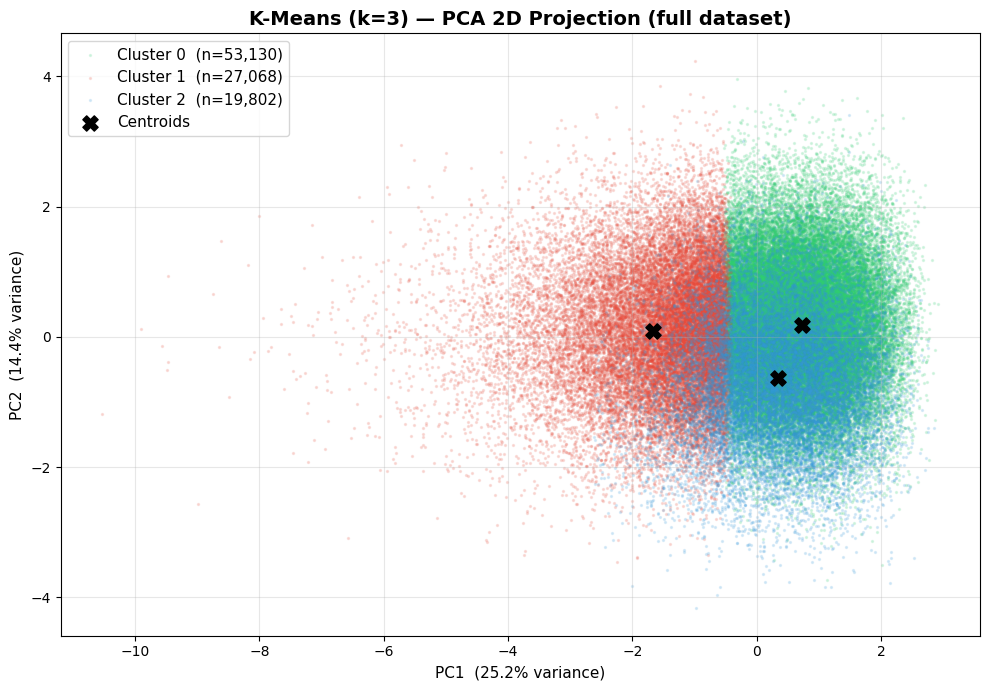 K-Means (k=3) — PCA 2D Projection (full dataset)
Cluster 0 (n=53,130)
Cluster 1 (n=27,068)
Cluster 2 (n=19,802)
Centroids
4
2
0
−2
−4
PC2 (14.4% variance)
−10
−8
−6
−4
−2
0
2
PC1 (25.2% variance)